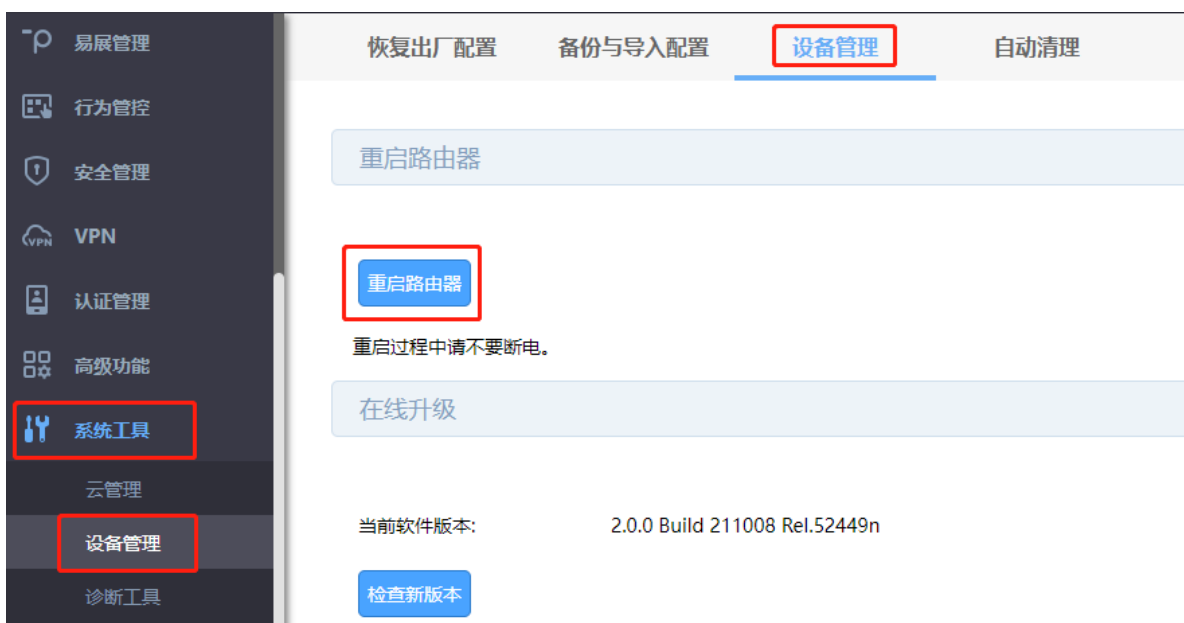 易展管理
行为管控
安全管理
VPN
VPN
认证管理
高级功能
系统工具
云管理
设备管理
诊断工具
恢复出厂配置 备份与导入配置 设备管理 自动清理
重启路由器
重启路由器
重启过程中请不要断电。
在线升级
当前软件版本: 2.0.0 Build 211008 Rel.52449n
检查新版本